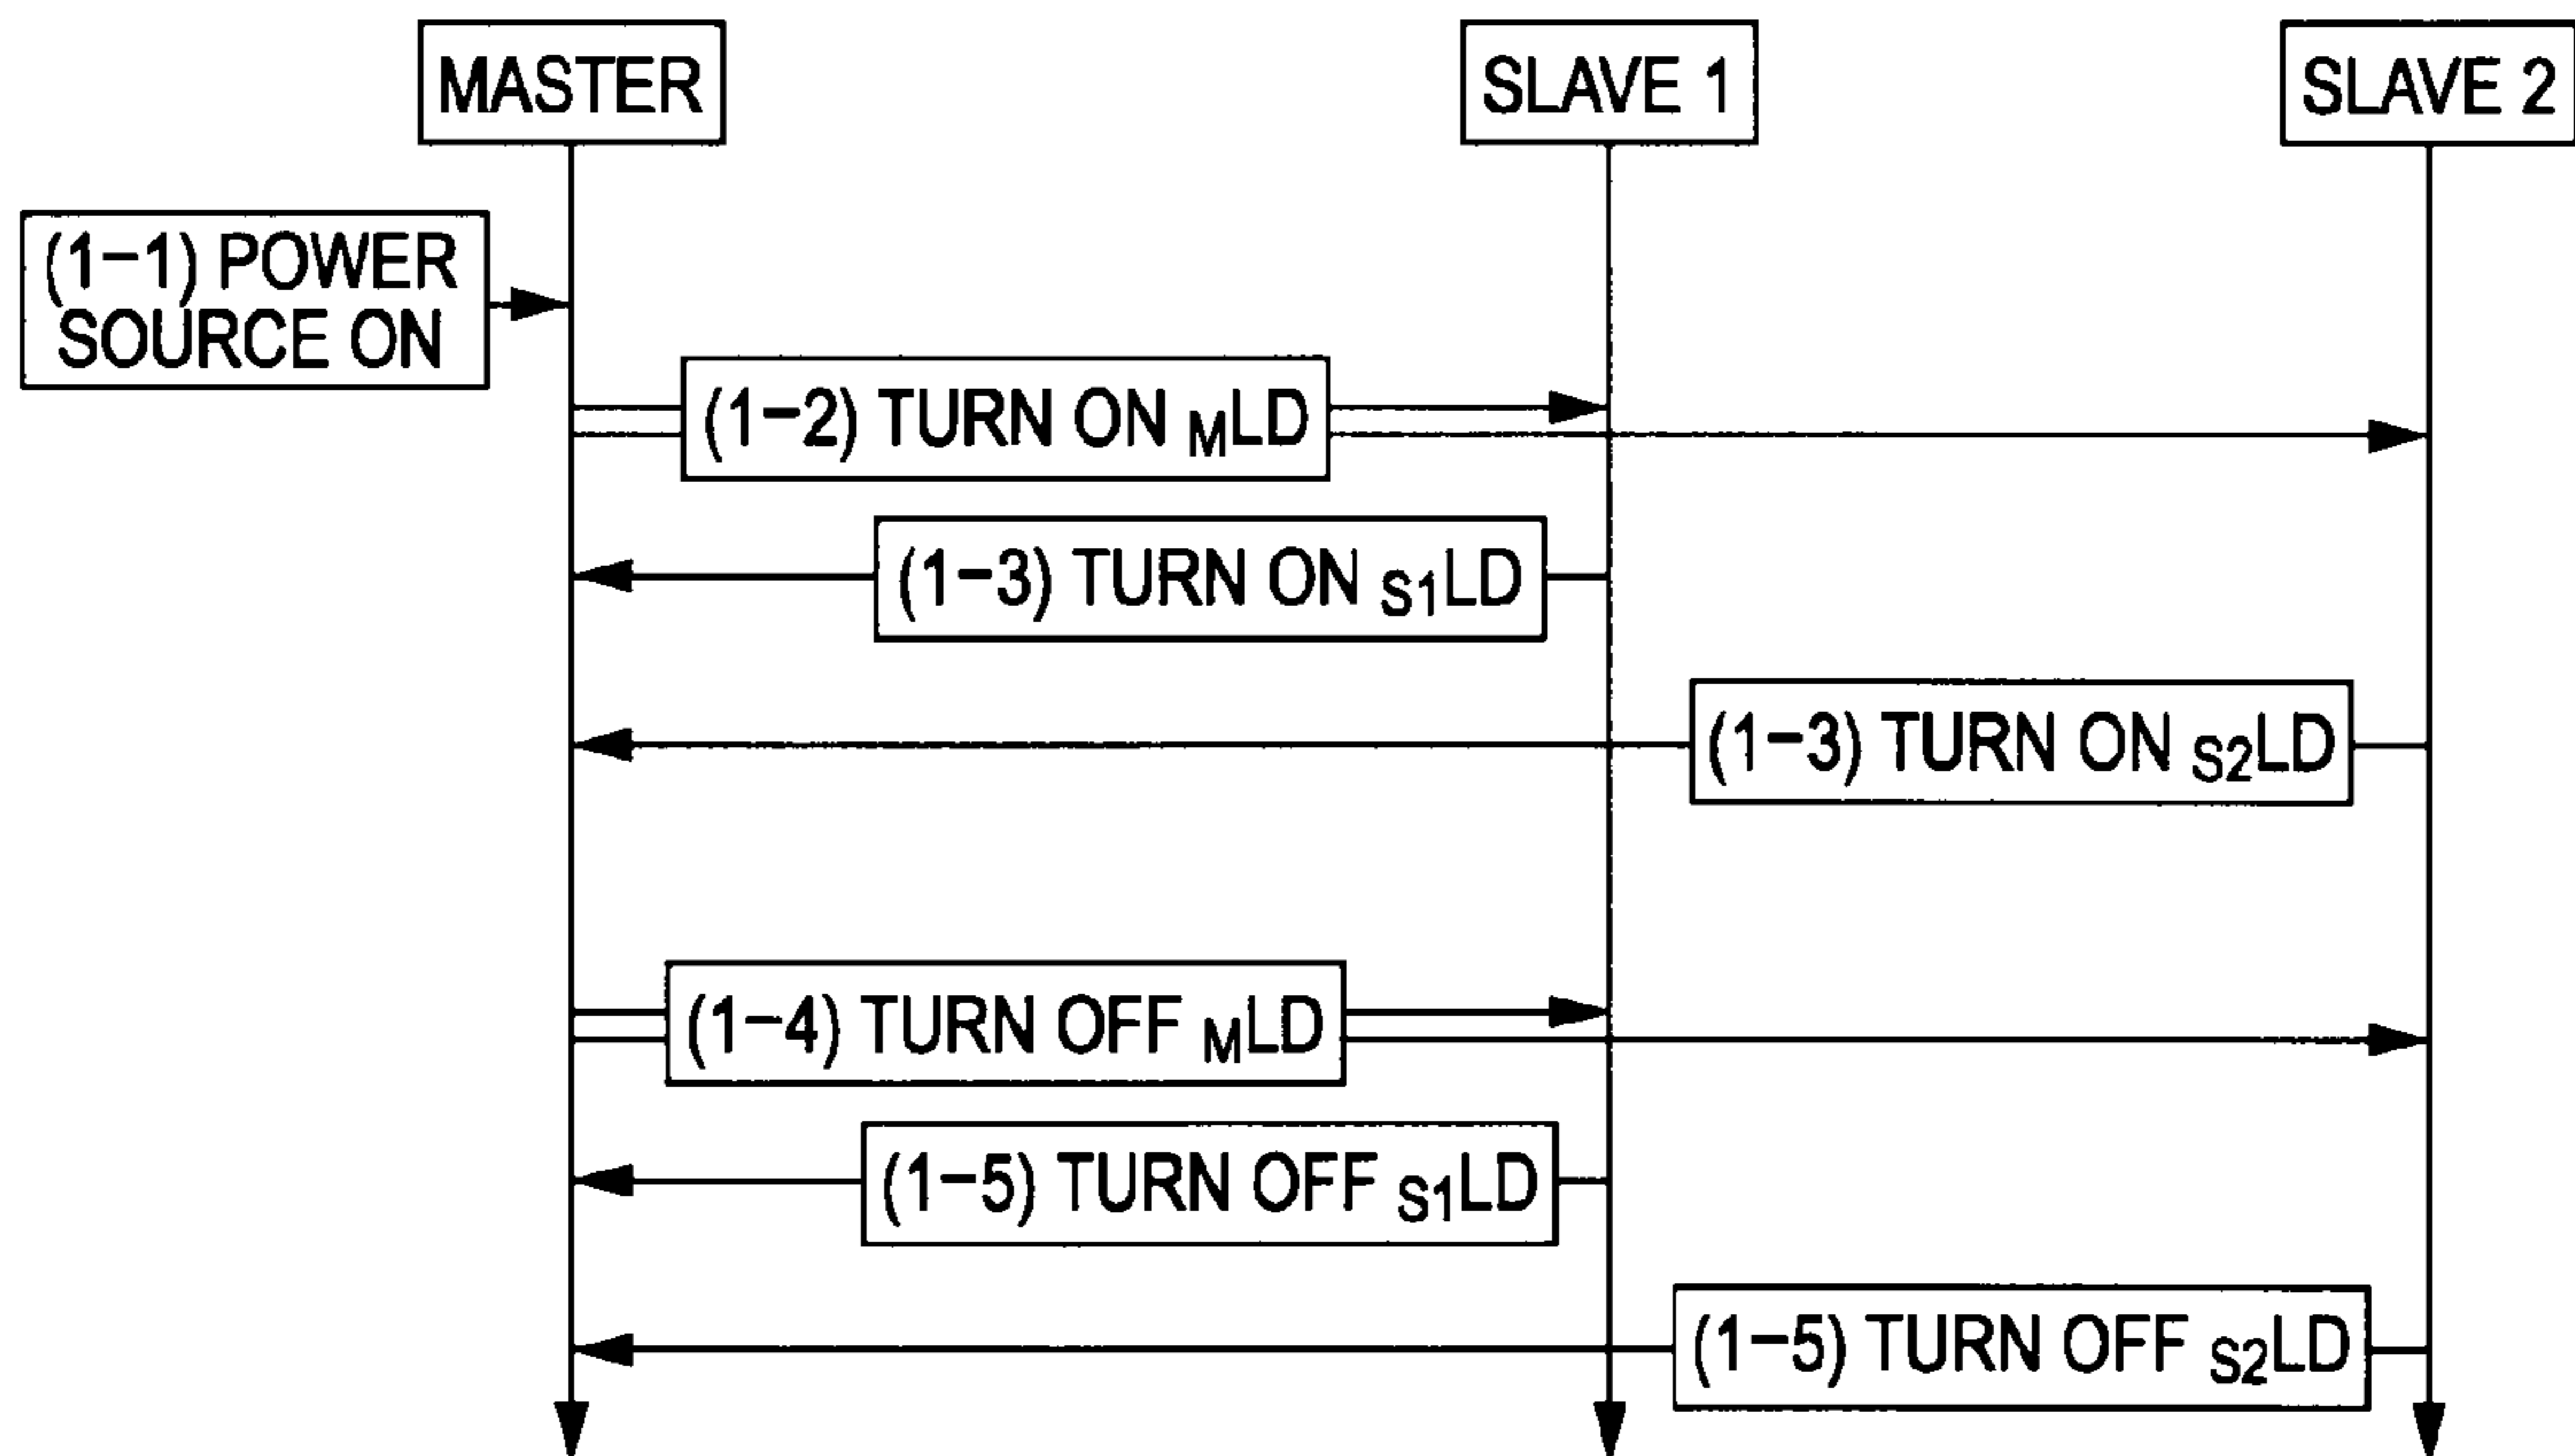 MASTER
SLAVE 1
SLAVE 2
(1-1) POWER
SOURCE ON
(1-2) TURN ON MLD
(1-3) TURN ON S1LD
(1-3) TURN ON S2LD
(1-4) TURN OFF MLD
(1-5) TURN OFF S1LD
(1-5) TURN OFF S2LD